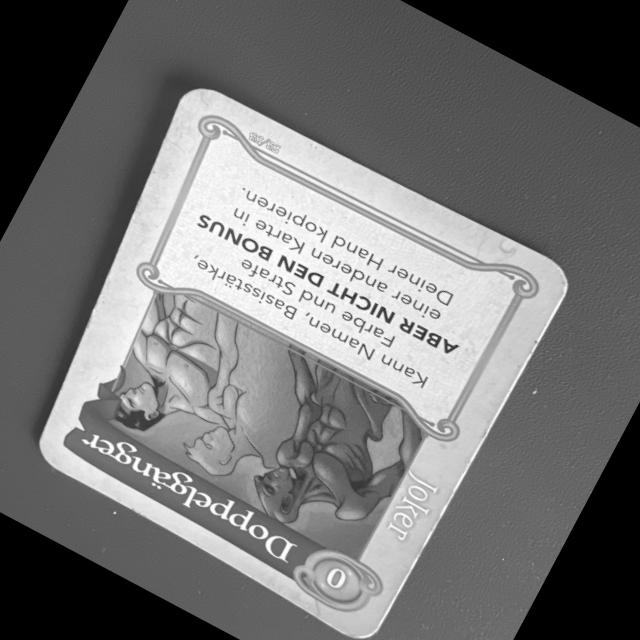 0
Doppelgänger
Joker
Kann Namen, Basisstärke,
Farbe und Strafe
ABER NICHT DEN BONUS
einer anderen Karte in
Deiner Hand kopieren.